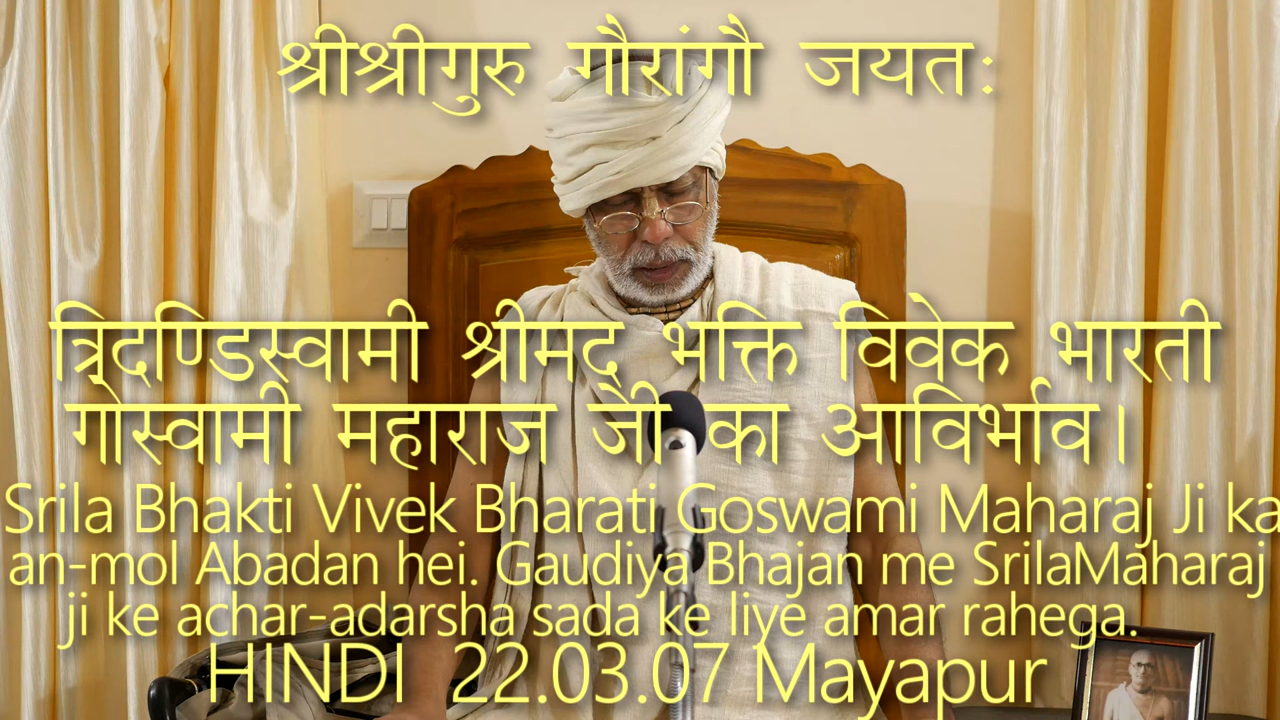 श्रीश्रीगुरु गौरांगौ जयतः
त्रिदण्डिस्वामी श्रीमद् भक्ति विवेक भारती
गोस्वामी महाराज जी का आविर्भाव।
Srila Bhakti Vivek Bharati Goswami Maharaj Ji ka
an-mol Abadan hei. Gaudiya Bhajan me SrilaMaharaj
ji ke achar-adarsha sada ke liye amar rahega.
HINDI 22.03.07 Mayapur